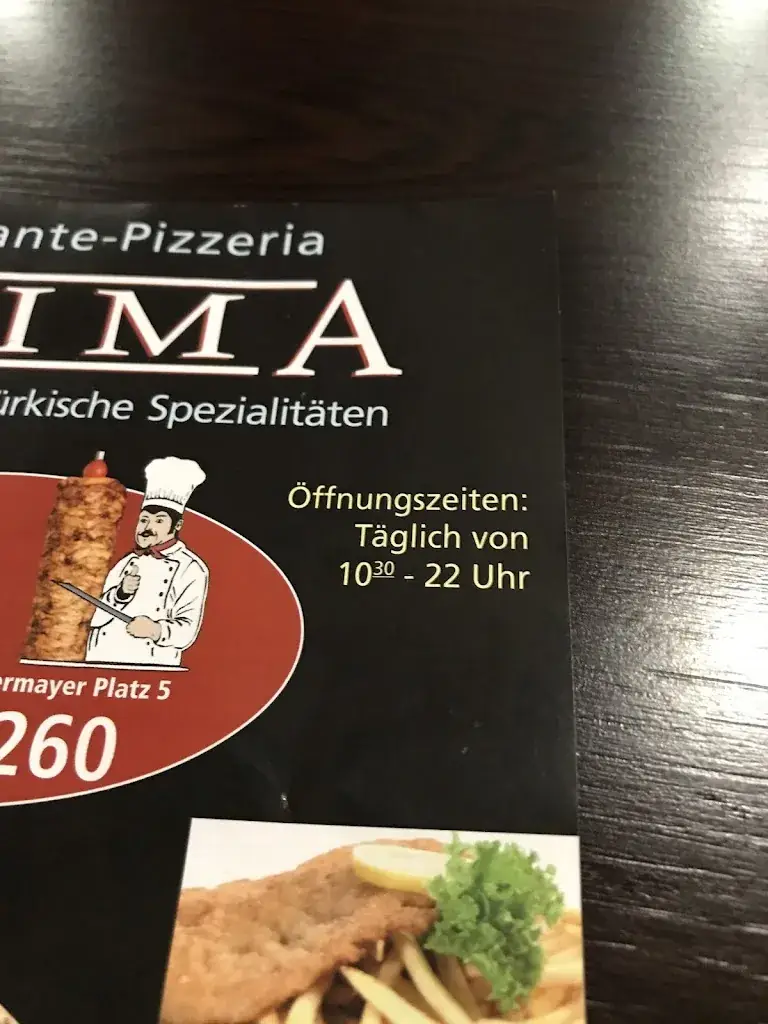 ante-Pizzeria
IMA
ürkische Spezialitäten
Öffnungszeiten:
Täglich von
10³⁰ - 22 Uhr
ermayer Platz 5
260